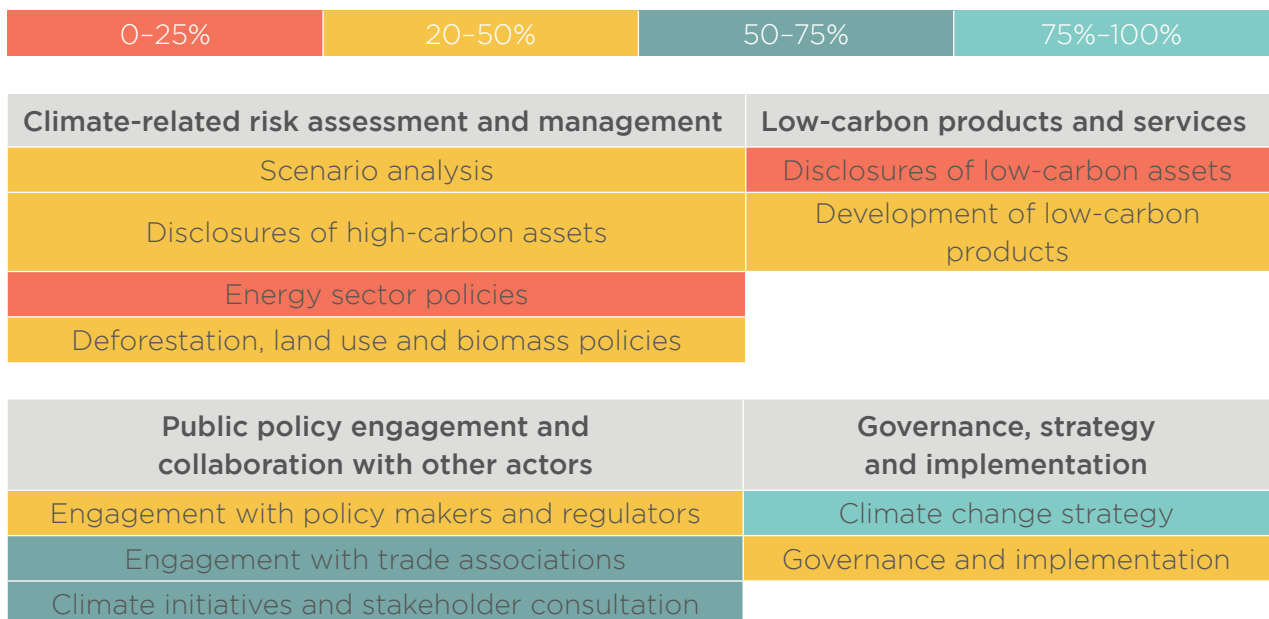 0–25%
20–50%
50–75%
75%–100%
Climate-related risk assessment and management
Low-carbon products and services
Scenario analysis
Disclosures of low-carbon assets
Disclosures of high-carbon assets
Development of low-carbon
products
Energy sector policies
Deforestation, land use and biomass policies
Public policy engagement and
collaboration with other actors
Governance, strategy
and implementation
Engagement with policy makers and regulators
Climate change strategy
Engagement with trade associations
Governance and implementation
Climate initiatives and stakeholder consultation